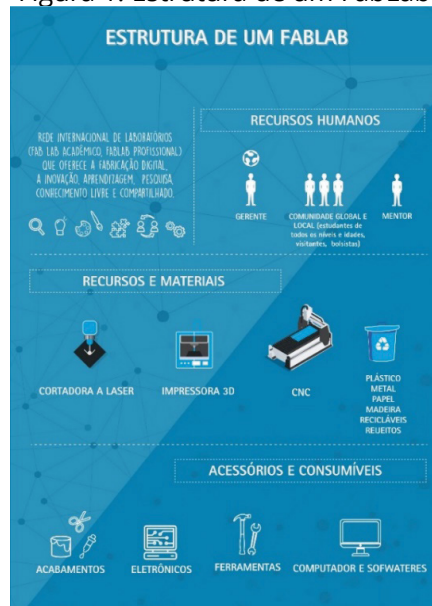 Figura 1: Estrutura de um FabLab
ESTRUTURA DE UM FABLAB
REDE INTERNACIONAL DE LABORATÓRIOS
(FAB LAB ACADÊMICO, FABLAB PROFISSIONAL)
QUE OFERECE A FABRICAÇÃO DIGITAL,
A INOVAÇÃO, APRENDIZAGEM, PESQUISA,
CONHECIMENTO LIVRE E COMPARTILHADO.
RECURSOS HUMANOS
GERENTE
COMUNIDADE GLOBAL E
LOCAL (estudantes de
todos os níveis e idades,
visitantes, bolsistas)
MENTOR
RECURSOS E MATERIAIS
CORTADORA A LASER
IMPRESSORA 3D
CNC
PLÁSTICO
METAL
PAPEL
MADEIRA
RECICLÁVEIS
REUEITOS
ACESSÓRIOS E CONSUMÍVEIS
ACABAMENTOS
ELETRÔNICOS
FERRAMENTAS
COMPUTADOR E SOFWATERES